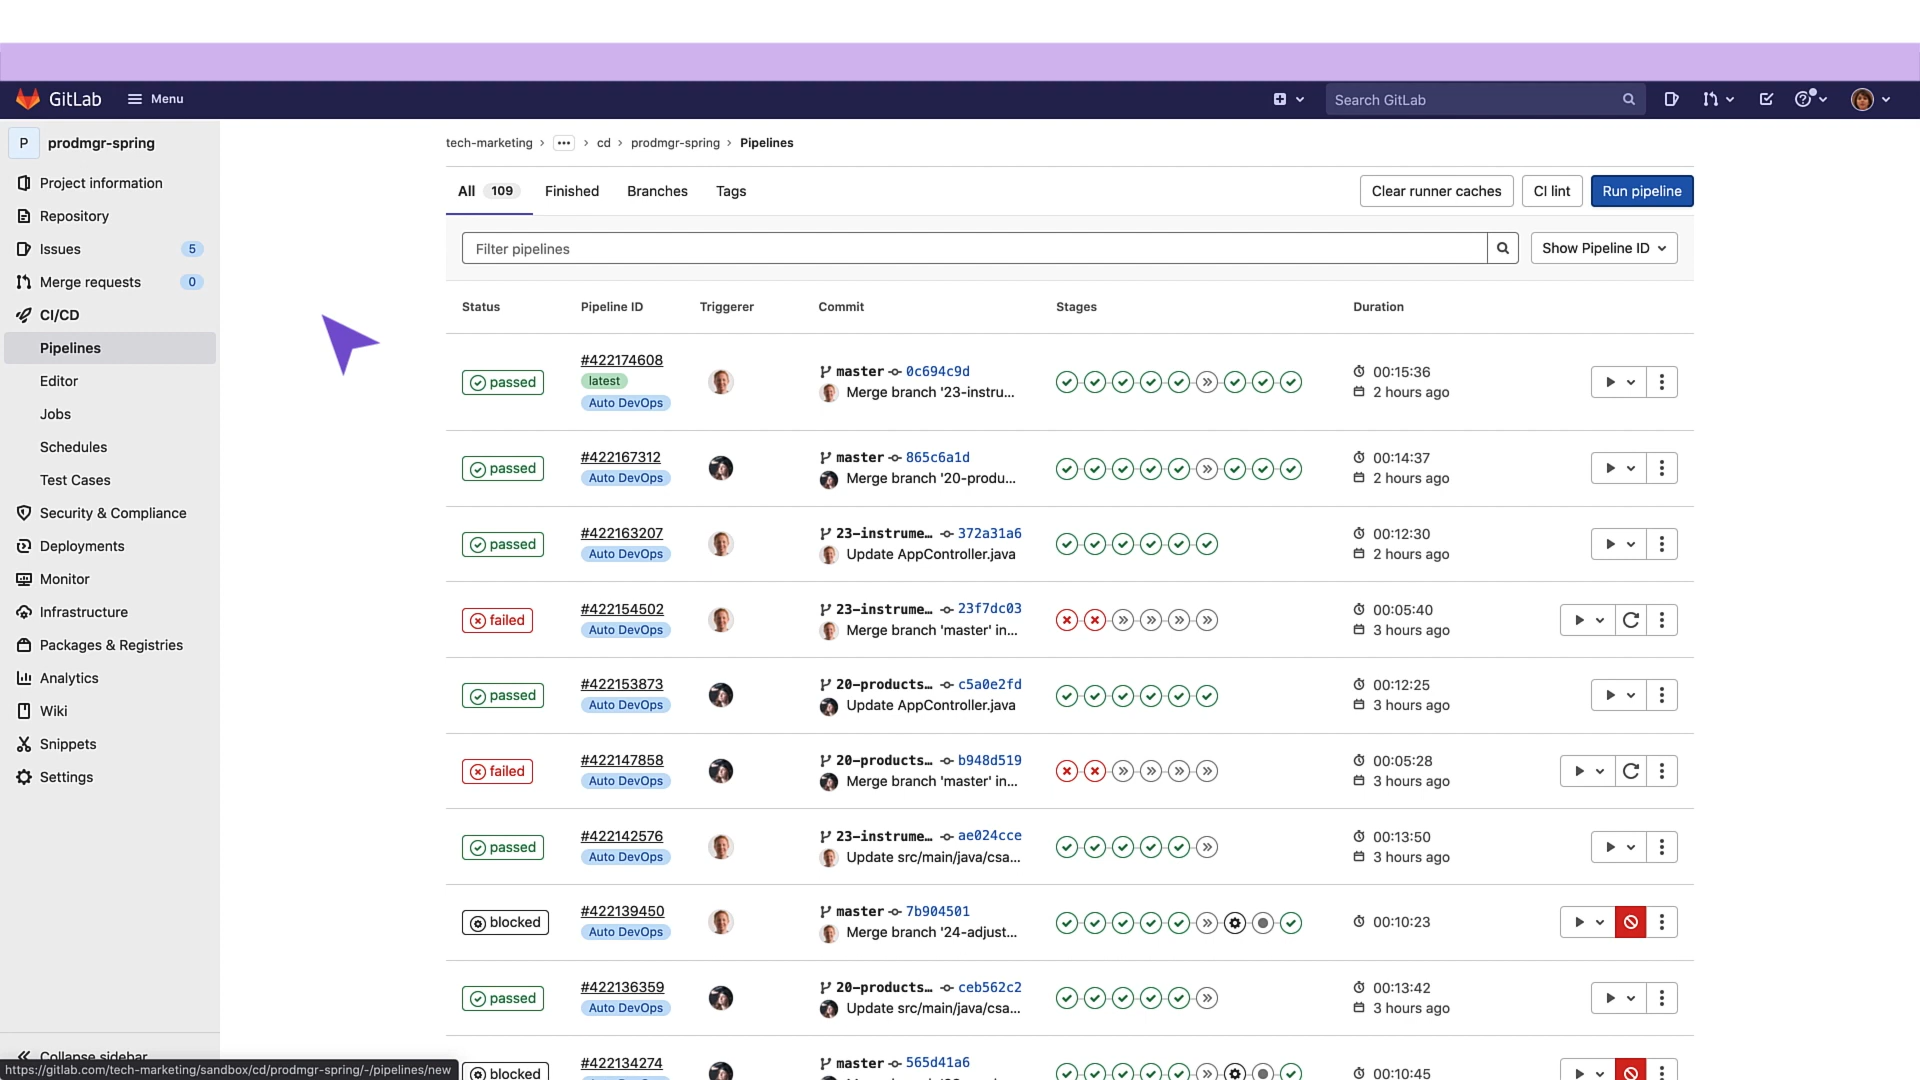 GitLab
Menu
Search GitLab
P prodmgr-spring
Project information
Repository
Issues 5
Merge requests 0
CI/CD
Pipelines
Editor
Jobs
Schedules
Test Cases
Security & Compliance
Deployments
Monitor
Infrastructure
Packages & Registries
Analytics
Wiki
Snippets
Settings
Collapse sidebar
https://gitlab.com/tech-marketing/sandbox/cd/prodmgr-spring/-/pipelines/new
tech-marketing > ••• > cd > prodmgr-spring > Pipelines
All 109 Finished Branches Tags Clear runner caches CI lint Run pipeline
Filter pipelines Show Pipeline ID
Status Pipeline ID Triggerer Commit Stages Duration
passed #422174608 latest Auto DevOps master 0c694c9d 00:15:36
Merge branch '23-instru... 2 hours ago
passed #422167312 Auto DevOps master 865c6a1d 00:14:37
Merge branch '20-produ... 2 hours ago
passed #422163207 Auto DevOps 23-instrume... 372a31a6 00:12:30
Update AppController.java 2 hours ago
failed #422154502 Auto DevOps 23-instrume... 23f7dc03 00:05:40
Merge branch 'master' in... 3 hours ago
passed #422153873 Auto DevOps 20-products... c5a0e2fd 00:12:25
Update AppController.java 3 hours ago
failed #422147858 Auto DevOps 20-products... b948d519 00:05:28
Merge branch 'master' in... 3 hours ago
passed #422142576 Auto DevOps 23-instrume... ae024cce 00:13:50
Update src/main/java/csa... 3 hours ago
blocked #422139450 Auto DevOps master 7b904501 00:10:23
Merge branch '24-adjust...
passed #422136359 Auto DevOps 20-products... ceb562c2 00:13:42
Update src/main/java/csa... 3 hours ago
blocked #422134274 master 565d41a6 00:10:45